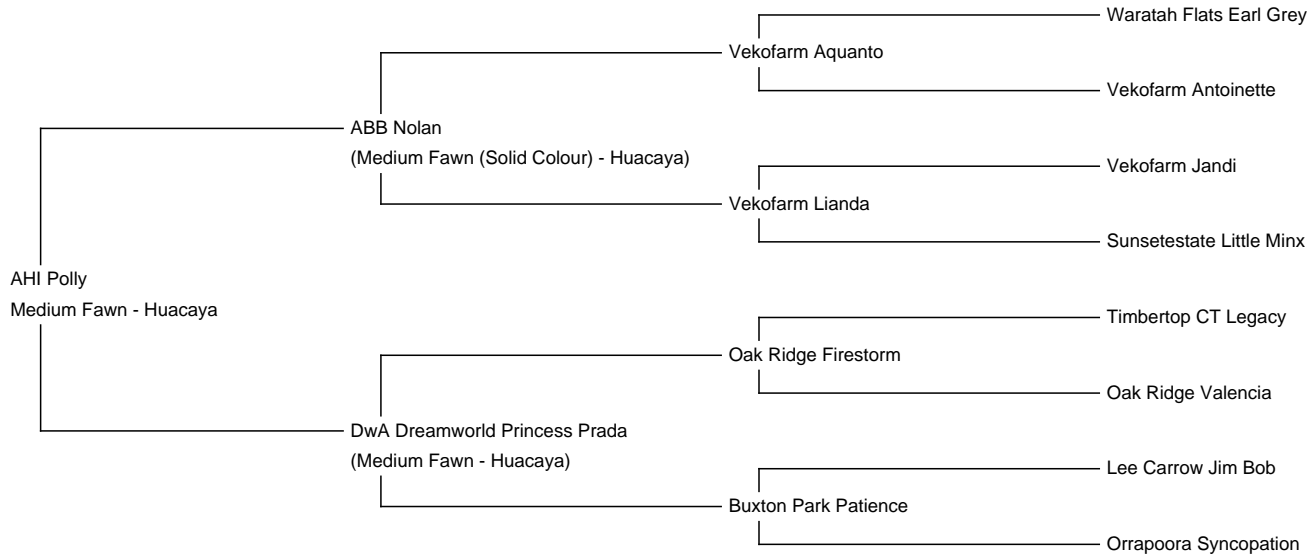 Waratah Flats Earl Grey
Vekofarm Aquanto
Vekofarm Antoinette
ABB Nolan
(Medium Fawn (Solid Colour) - Huacaya)
Vekofarm Jandi
Vekofarm Lianda
Sunsetestate Little Minx
AHI Polly
Medium Fawn - Huacaya
Timbertop CT Legacy
Oak Ridge Firestorm
Oak Ridge Valencia
DwA Dreamworld Princess Prada
(Medium Fawn - Huacaya)
Lee Carrow Jim Bob
Buxton Park Patience
Orrapoora Syncopation